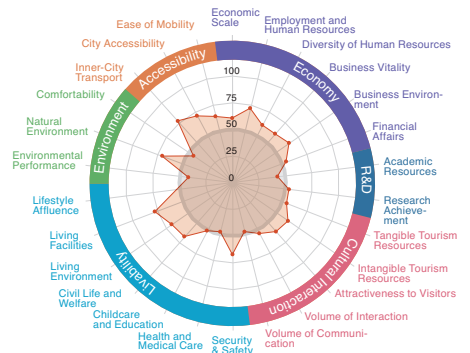 Economic
Scale
Employment and
Human Resources
Diversity of Human Resources
Business Vitality
Business Environ-
ment
Financial
Affairs
Academic
Resources
Research
Achieve-
ment
Tangible Tourism
Resources
Intangible Tourism
Resources
Attractiveness to Visitors
Volume of Interaction
Volume of Communi-
cation
Security
& Safety
Health and
Medical Care
Childcare
and Education
Civil Life and
Welfare
Living
Environment
Living
Facilities
Lifestyle
Affluence
Environmental
Performance
Natural
Environment
Comfortability
Inner-City
Transport
City Accessibility
Ease of Mobility
Economy
R&D
Cultural Interaction
Livability
Environment
Accessibility
100
75
50
25
0